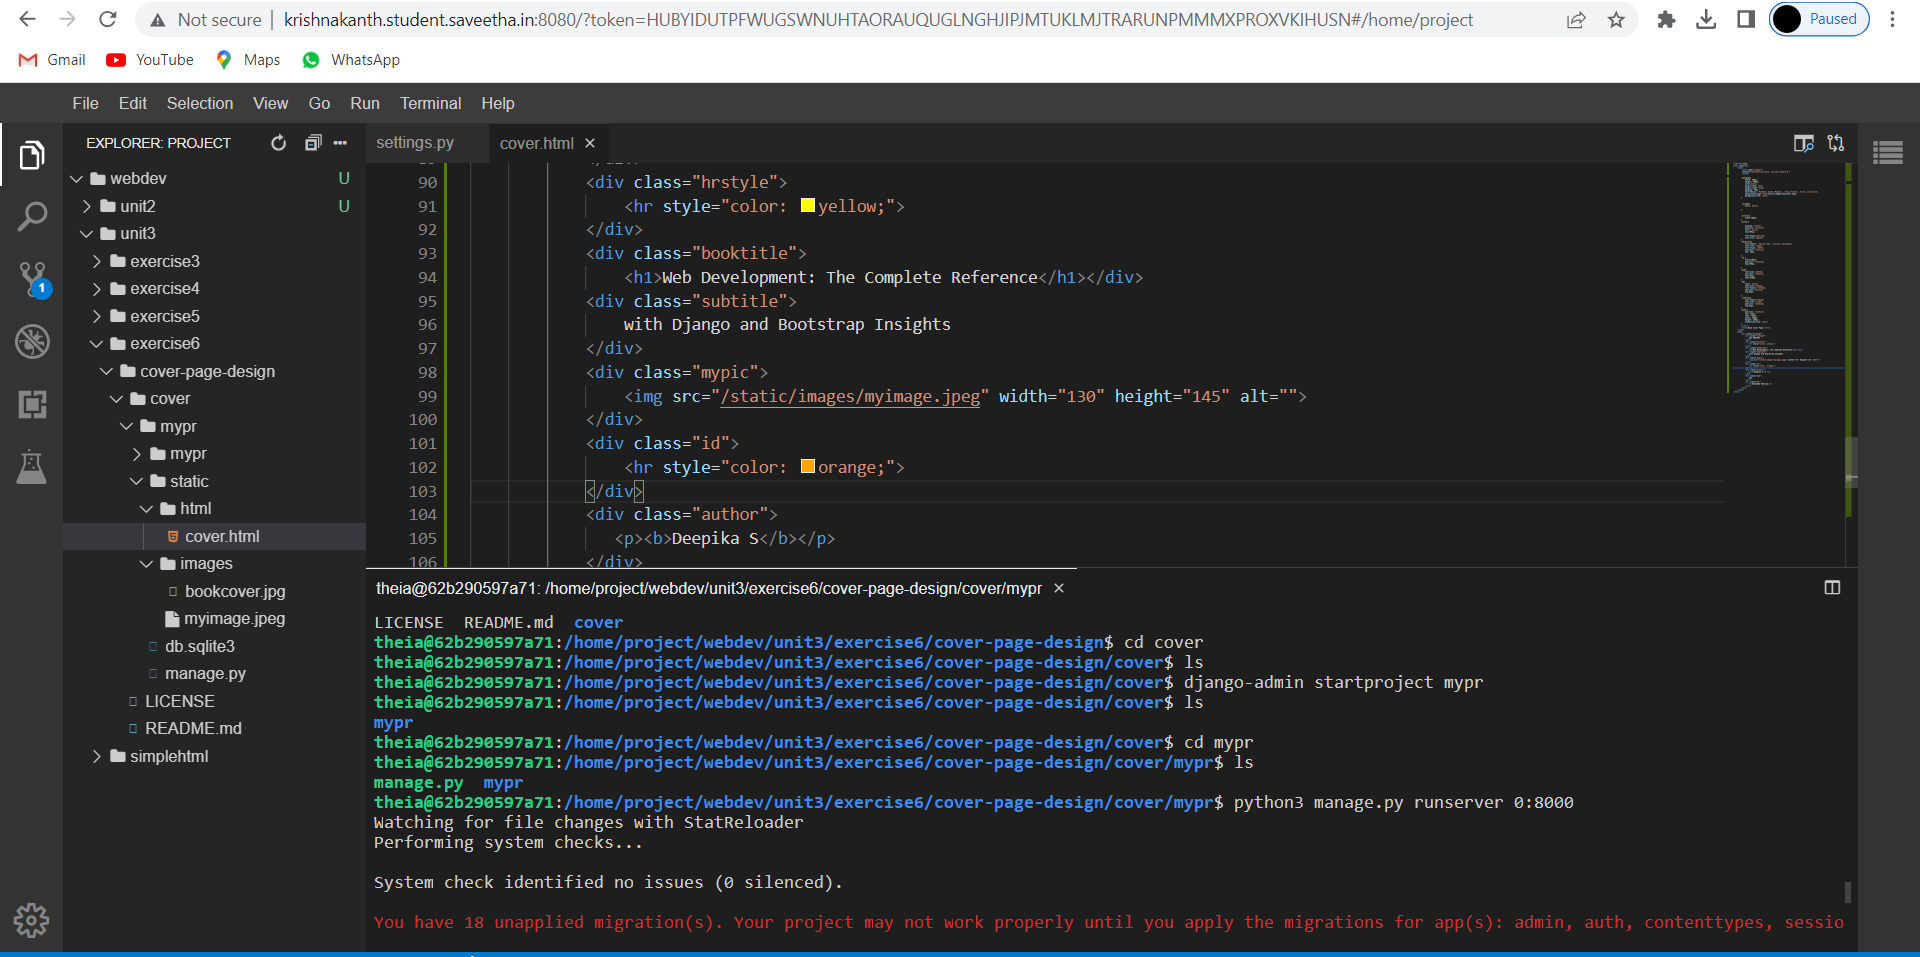 Not secure | krishnakanth.student.saveetha.in:8080/?token=HUBYIDUTPFWUGSWNUHTAORAUQUGLNGHJIPJMTUKLMJTRARUNPMMMXPROXVKIHUSN#/home/project
Paused
Gmail YouTube Maps WhatsApp
File Edit Selection View Go Run Terminal Help
EXPLORER: PROJECT
webdev U
unit2 U
unit3
exercise3
exercise4
1
exercise5
exercise6
cover-page-design
cover
mypr
mypr
static
html
cover.html
images
bookcover.jpg
myimage.jpeg
db.sqlite3
manage.py
LICENSE
README.md
simplehtml
settings.py cover.html ×
90 <div class="hrstyle">
91 <hr style="color: yellow;">
92 </div>
93 <div class="booktitle">
94 <h1>Web Development: The Complete Reference</h1></div>
95 <div class="subtitle">
96 with Django and Bootstrap Insights
97 </div>
98 <div class="mypic">
99 <img src="/static/images/myimage.jpeg" width="130" height="145" alt="">
100 </div>
101 <div class="id">
102 <hr style="color: orange;">
103 </div>
104 <div class="author">
105 <p><b>Deepika S</b></p>
106 </div>
theia@62b290597a71: /home/project/webdev/unit3/exercise6/cover-page-design/cover/mypr ×
LICENSE README.md cover
theia@62b290597a71:/home/project/webdev/unit3/exercise6/cover-page-design$ cd cover
theia@62b290597a71:/home/project/webdev/unit3/exercise6/cover-page-design/cover$ ls
theia@62b290597a71:/home/project/webdev/unit3/exercise6/cover-page-design/cover$ django-admin startproject mypr
theia@62b290597a71:/home/project/webdev/unit3/exercise6/cover-page-design/cover$ ls
mypr
theia@62b290597a71:/home/project/webdev/unit3/exercise6/cover-page-design/cover$ cd mypr
theia@62b290597a71:/home/project/webdev/unit3/exercise6/cover-page-design/cover/mypr$ ls
manage.py mypr
theia@62b290597a71:/home/project/webdev/unit3/exercise6/cover-page-design/cover/mypr$ python3 manage.py runserver 0:8000
Watching for file changes with StatReloader
Performing system checks...
System check identified no issues (0 silenced).
You have 18 unapplied migration(s). Your project may not work properly until you apply the migrations for app(s): admin, auth, contenttypes, sessio